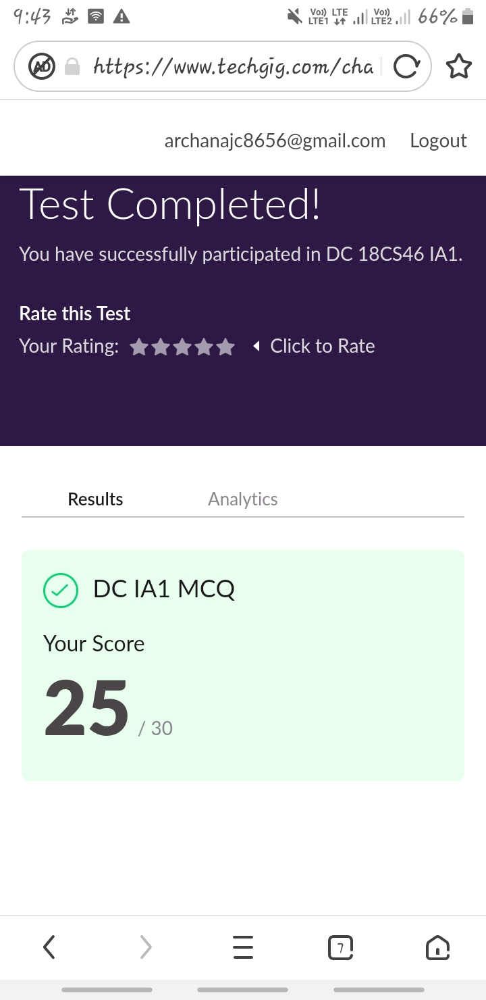 9:43 Vo)) LTE LTE1 Vo)) LTE2 66%
AD https://www.techgig.com/cha
archanajc8656@gmail.com Logout
Test Completed!
You have successfully participated in DC 18CS46 IA1.
Rate this Test
Your Rating: Click to Rate
Results Analytics
DC IA1 MCQ
Your Score
25 / 30
7